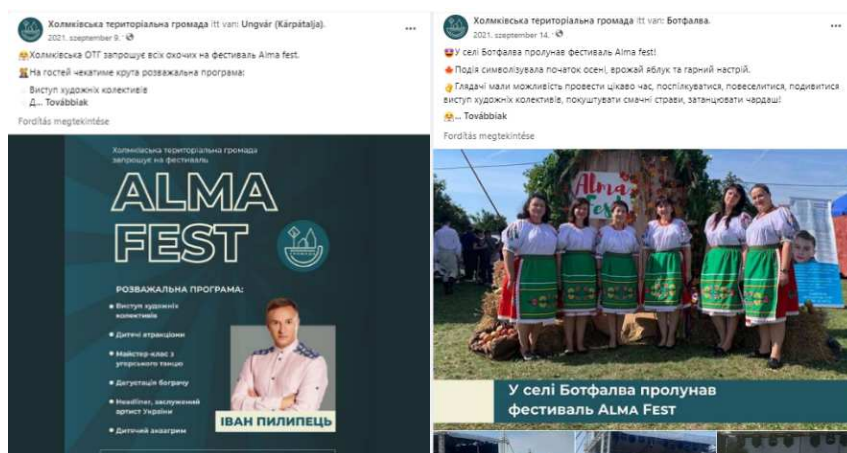 Холмківська територіальна громада itt van: Ungvár (Kárpátalja).
2021. szeptember 9. ·
Холмківська ОТГ запрошує всіх охочих на фестиваль Alma fest.
На гостей чекатиме крута розважальна програма:
Виступ художніх колективів
Д... Továbbiak
Fordítás megtekintése
Холмківська територіальна громада
запрошує на фестиваль
ALMA
FEST
РОЗВАЖАЛЬНА ПРОГРАМА:
• Виступ художніх
колективів
• Дитячі атракціони
• Майстер-клас з
угорського танцю
• Дегустація бограчу
• Headliner, заслужений
артист України
• Дитячий аквагрим
ІВАН ПИЛИПЕЦЬ
Холмківська територіальна громада itt van: Ботфалва.
2021. szeptember 14. ·
У селі Ботфалва пролунав фестиваль Alma fest!
Подія символізувала початок осені, врожай яблук та гарний настрій.
Глядачі мали можливість провести цікаво час, поспілкуватися, повеселитися, подивитися
виступ художніх колективів, покуштувати смачні страви, затанцювати чардаш!
... Továbbiak
Fordítás megtekintése
Alma
Fest
У селі Ботфалва пролунав
фестиваль ALMA FEST